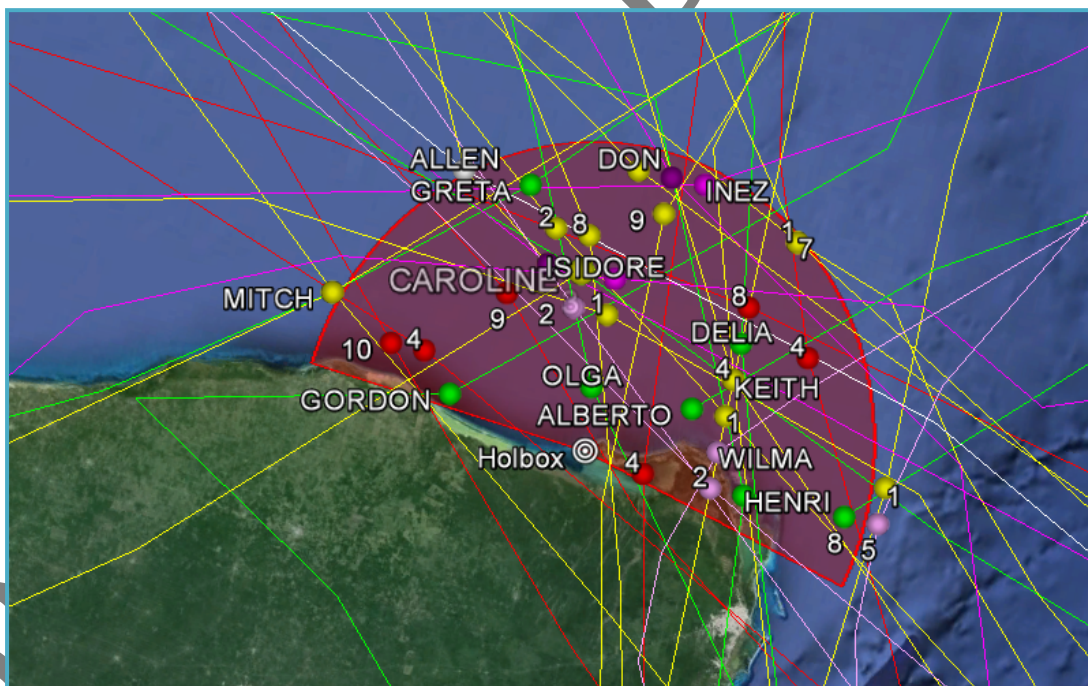 ALLEN
DON
GRETA
INEZ
2
8
9
1
7
ISIDORE
CAROLINE
MITCH
9
2
1
8
DELIA
10
4
4
OLGA
4
KEITH
GORDON
ALBERTO
1
Holbox
4
WILMA
2
HENRI
1
8
5